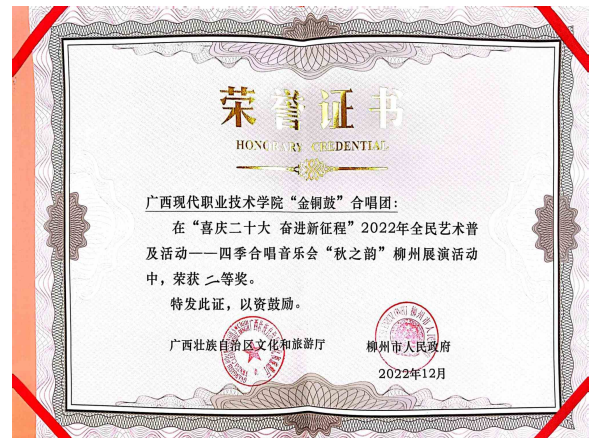 荣誉证书
HONORARY CREDENTIAL
广西现代职业技术学院“金铜鼓”合唱团：
在“喜庆二十大 奋进新征程”2022年全民艺术普
及活动——四季合唱音乐会“秋之韵”柳州展演活动
中，荣获 二等奖。
特发此证，以资鼓励。
广西壮族自治区文化和旅游厅
柳州市人民政府
2022年12月